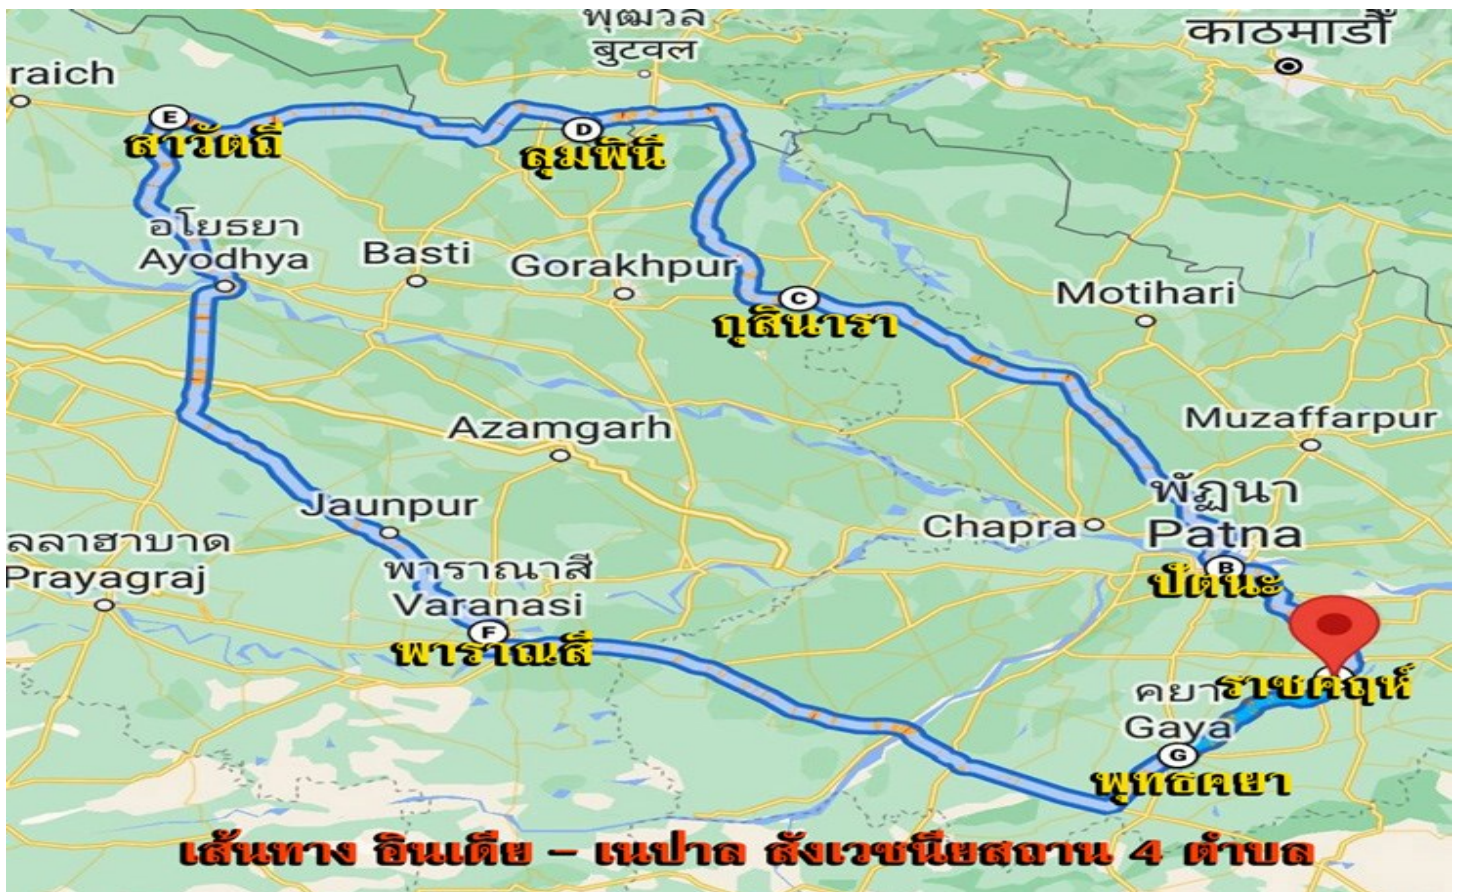 พุฒวัล
बुटवल
काठमाडौँ
raich
E
สาวัตถี
D
ลุมพินี
อโยธยา
Ayodhya
Basti
Gorakhpur
C
กุสินารา
Motihari
Azamgarh
Muzaffarpur
Jaunpur
พัฏนา
Patna
Chapra
B
ปัตนะ
ลลาฮาบาด
Prayagraj
พาราณาสี
Varanasi
F
พาราณสี
คยา
ราชคฤห์
Gaya
G
พุทธคยา
เส้นทาง อินเดีย – เนปาล สังเวชนียสถาน 4 ตำบล